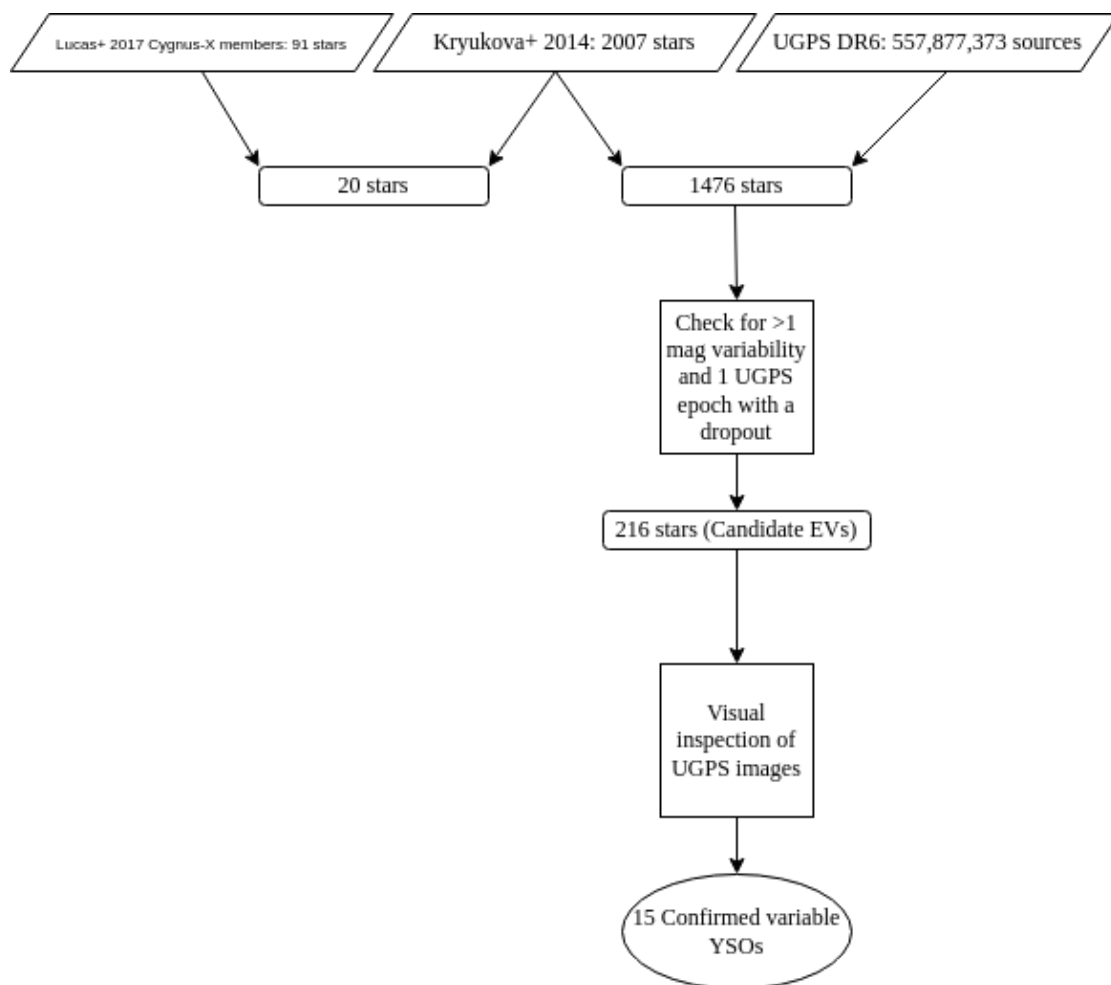 Lucas+ 2017 Cygnus-X members: 91 stars
Kryukova+ 2014: 2007 stars
UGPS DR6: 557,877,373 sources
20 stars
1476 stars
Check for >1
mag variability
and 1 UGPS
epoch with a
dropout
216 stars (Candidate EVs)
Visual
inspection of
UGPS images
15 Confirmed variable
YSOs